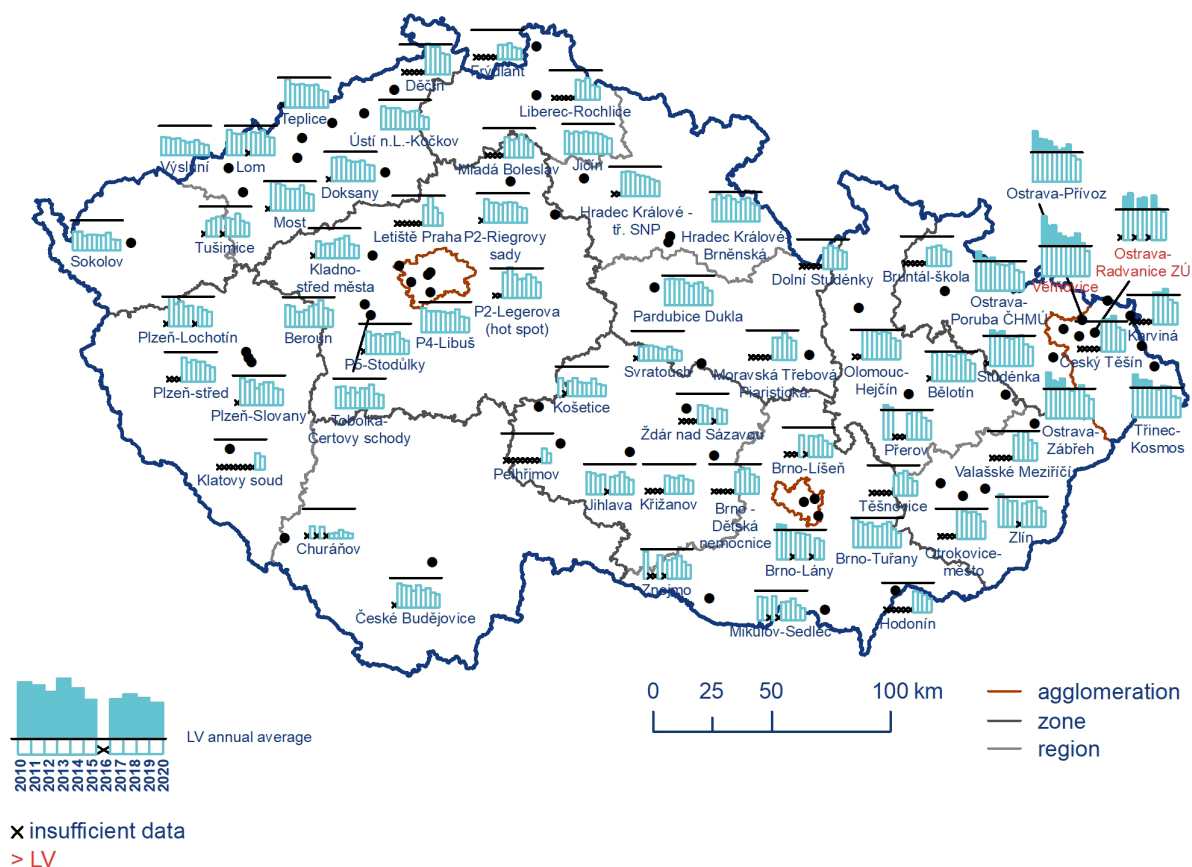 Děčín
Frýdlant
Teplice
Liberec-Rochlice
Ústí n.L.-Kočkov
Výsluní
Lom
Mladá Boleslav
Jičín
Doksany
Ostrava-Přívoz
Most
Hradec Králové -
tř. SNP
Tušimice
Letiště Praha
P2-Riegrovy
sady
Hradec Králové-
Brněnská
Sokolov
Kladno-
střed města
Dolní Studénky
Bruntál-škola
Ostrava-
Radvanice ZÚ
Věřňovice
Ostrava-
Poruba ČHMÚ
P2-Legerova
(hot spot)
Pardubice Dukla
Plzeň-Lochotín
Beroun
P4-Libuš
Karviná
P5-Stodůlky
Svratouch
Moravská Třebová
Piaristická.
Olomouc-
Hejčín
Studénka
Český Těšín
Plzeň-střed
Bělotín
Plzeň-Slovany
Košetice
Tobolka-
Čertovy schody
Žďár nad Sázavou
Přerov
Ostrava-
Zábřeh
Třinec-
Kosmos
Klatovy soud
Pelhřimov
Brno-Líšeň
Valašské Meziříčí
Jihlava
Křižanov
Brno -
Dětská
nemocnice
Těšnovice
Churáňov
Zlín
Brno-Lány
Brno-Tuřany
Otrokovice-
město
Znojmo
České Budějovice
Mikulov-Sedlec
Hodonín
0 25 50 100 km
agglomeration
zone
region
LV annual average
2010 2011 2012 2013 2014 2015 2016 2017 2018 2019 2020
insufficient data
> LV